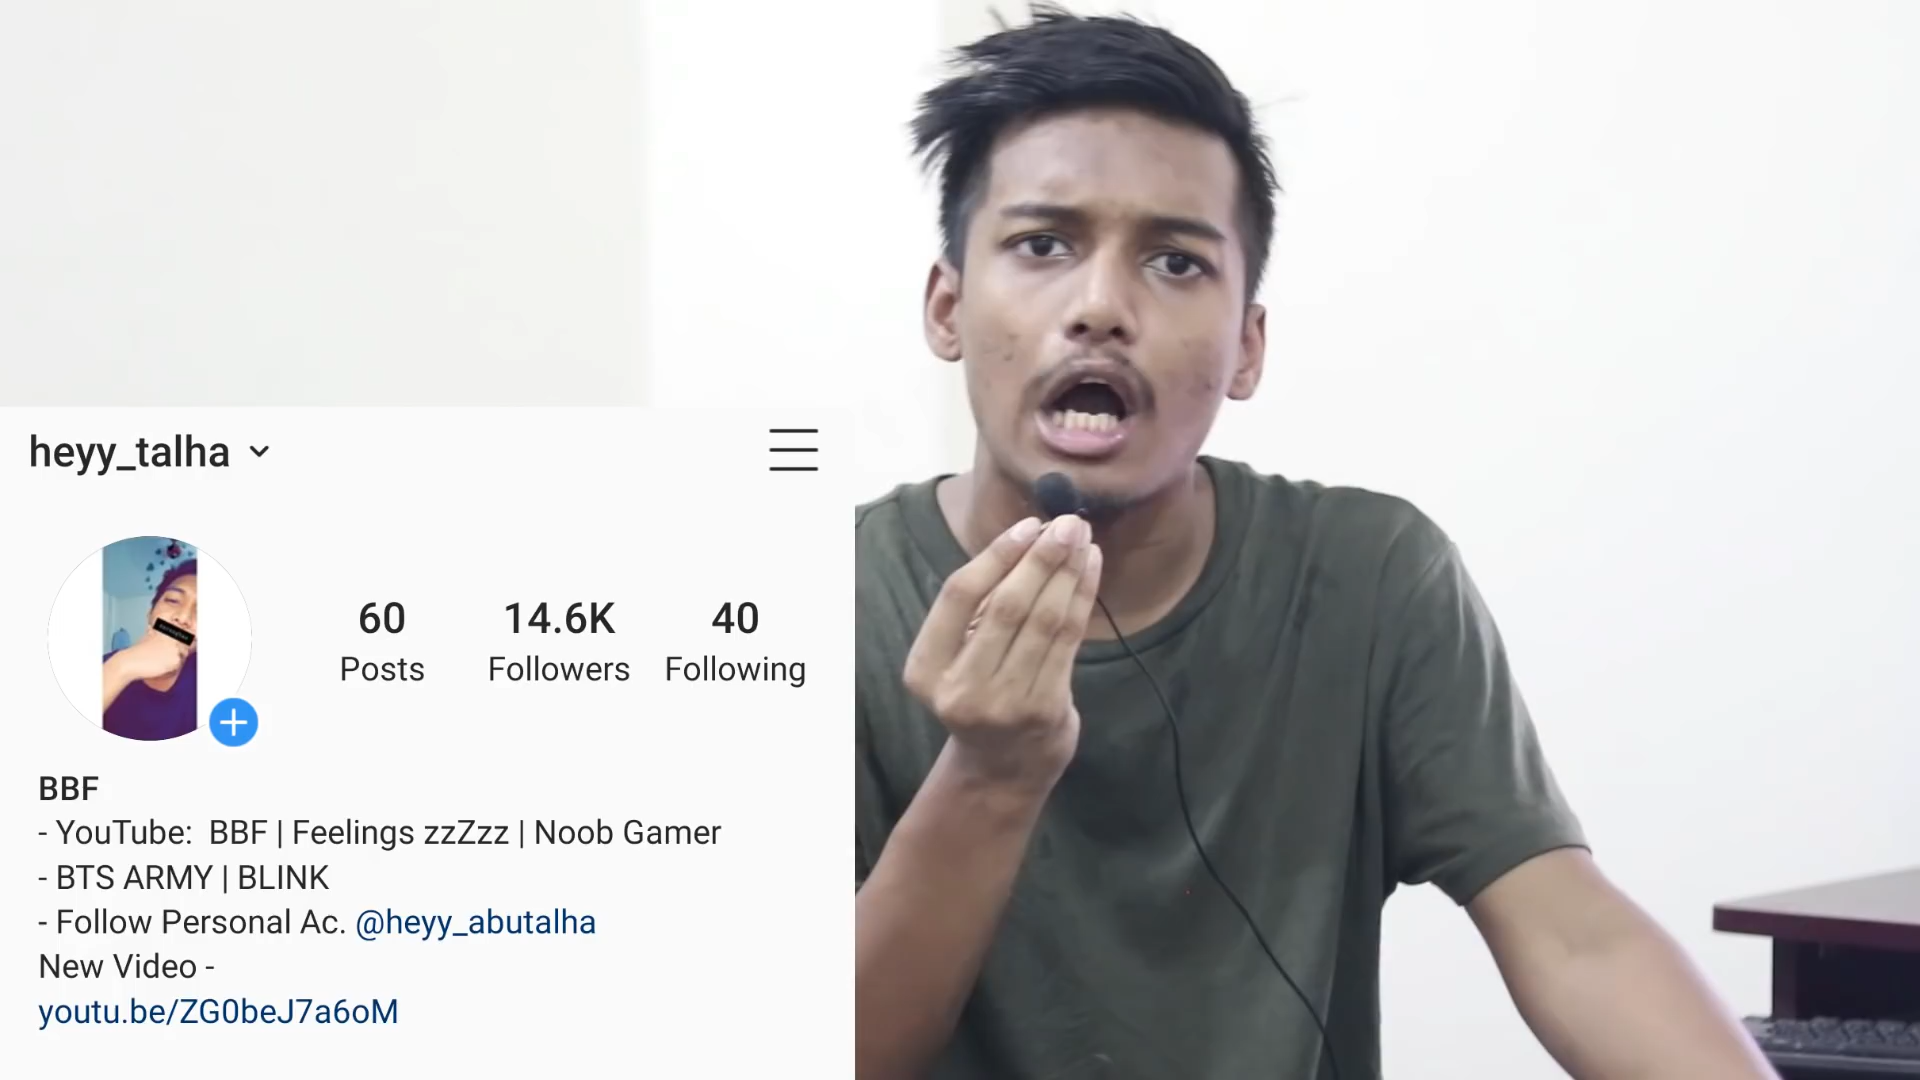 heyy_talha
60 14.6K 40
Posts Followers Following
BBF
- YouTube:  BBF | Feelings zzZzz | Noob Gamer
- BTS ARMY | BLINK
- Follow Personal Ac. @heyy_abutalha
New Video -
youtu.be/ZG0beJ7a6oM